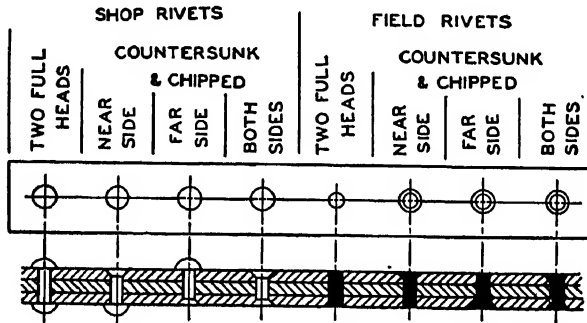 SHOP RIVETS
FIELD RIVETS
COUNTERSUNK
& CHIPPED
COUNTERSUNK
& CHIPPED
TWO FULL
HEADS
NEAR
SIDE
FAR
SIDE
BOTH
SIDES
TWO FULL
HEADS
NEAR
SIDE
FAR
SIDE
BOTH
SIDES.